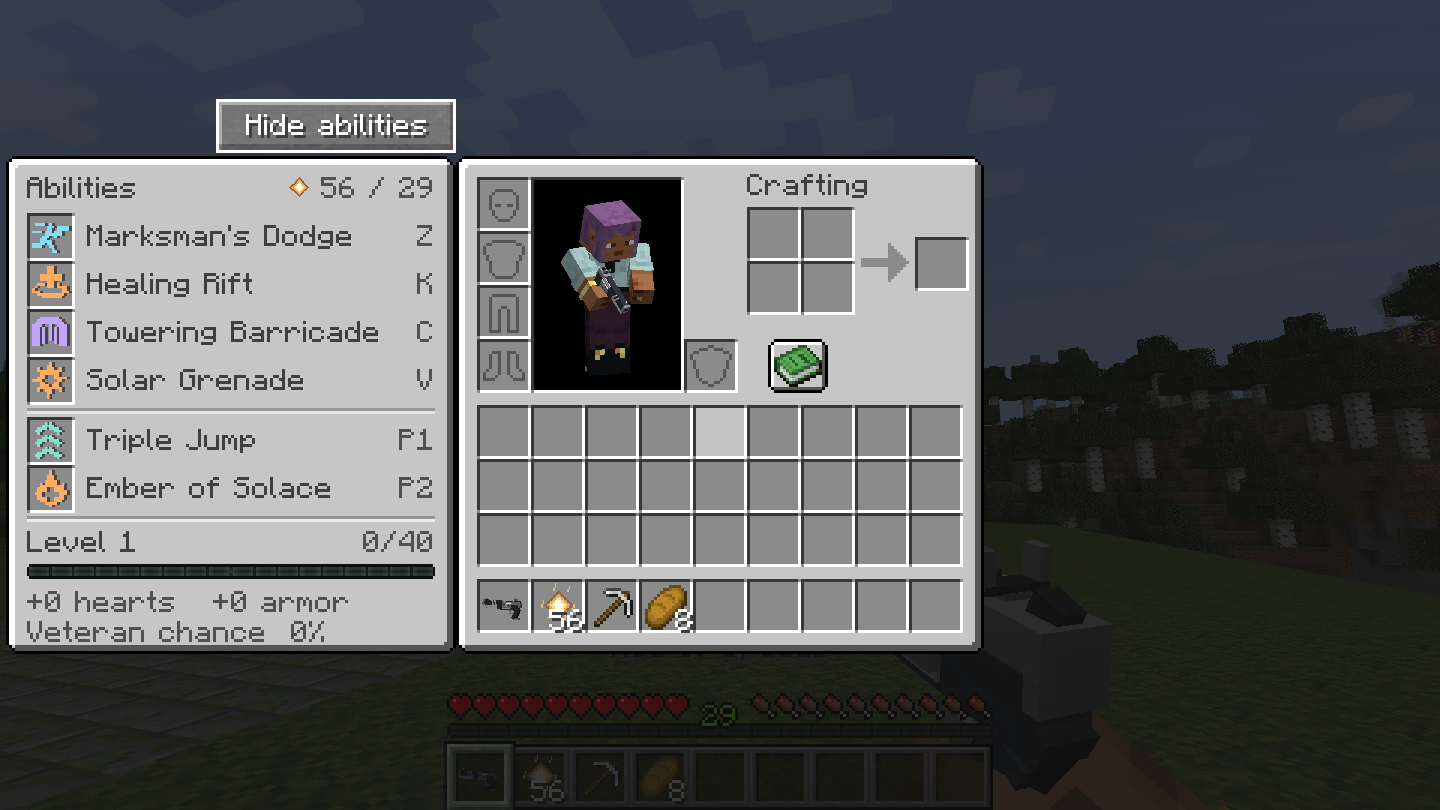 Hide abilities
Abilities 56 / 29
Marksman's Dodge Z
Healing Rift K
Towering Barricade C
Solar Grenade V
Triple Jump P1
Ember of Solace P2
Level 1 0/40
+0 hearts +0 armor
Veteran chance 0%
Crafting
56 8
29
56 8